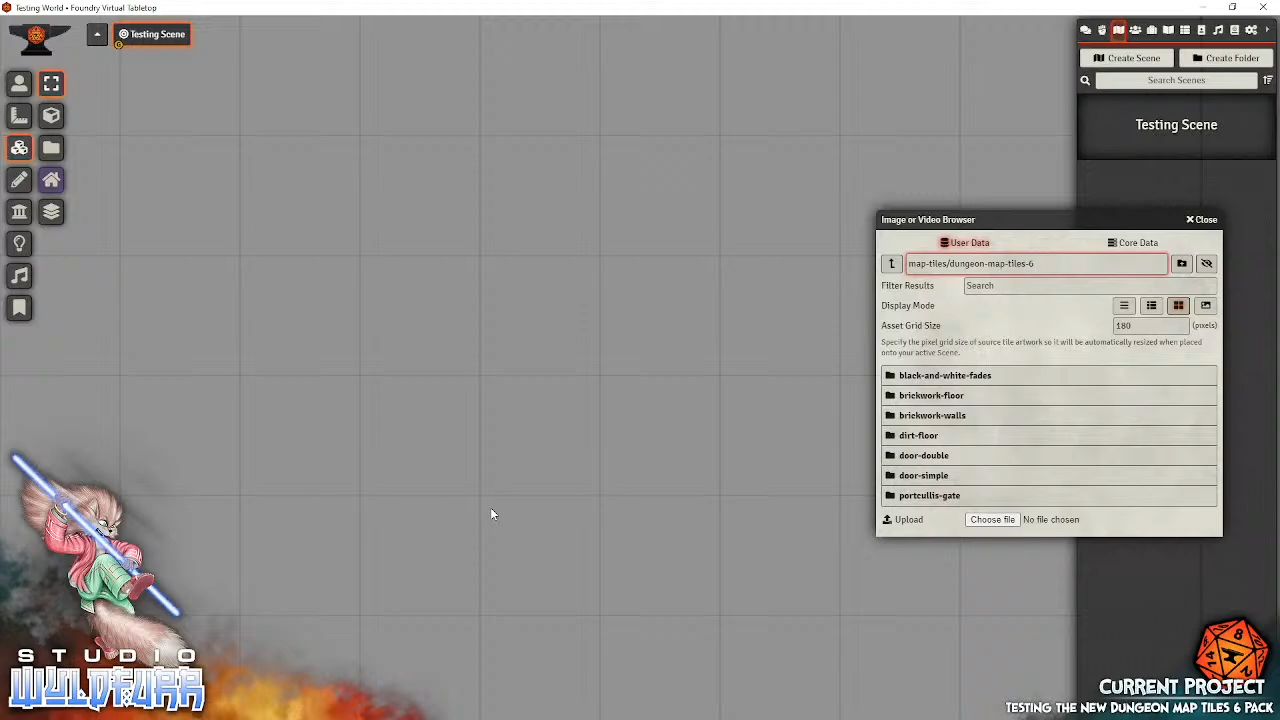 Testing World • Foundry Virtual Tabletop
Testing Scene
G
Create Scene
Create Folder
Search Scenes
Testing Scene
Image or Video Browser
Close
User Data
Core Data
map-tiles/dungeon-map-tiles-6
Filter Results
Search
Display Mode
Asset Grid Size
180
(pixels)
Specify the pixel grid size of source tile artwork so it will be automatically resized when placed
onto your active Scene.
black-and-white-fades
brickwork-floor
brickwork-walls
dirt-floor
door-double
door-simple
portcullis-gate
Upload
Choose file
No file chosen
STUDIO
WYLDFURR
8
14
CURRENT PROJECT
TESTING THE NEW DUNGEON MAP TILES 6 PACK